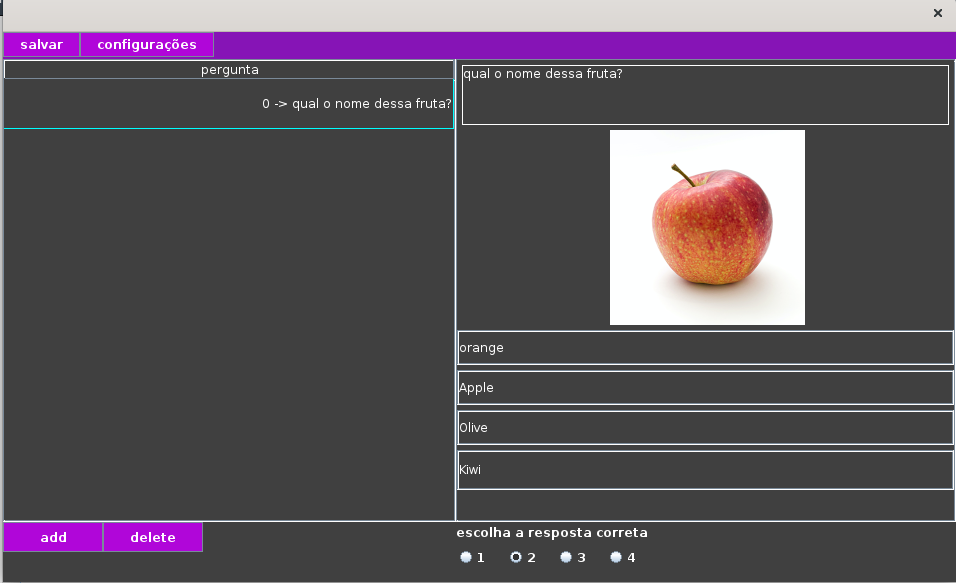 salvar configurações
pergunta
0 -> qual o nome dessa fruta?
qual o nome dessa fruta?
orange
Apple
Olive
Kiwi
add delete
escolha a resposta correta
1 2 3 4